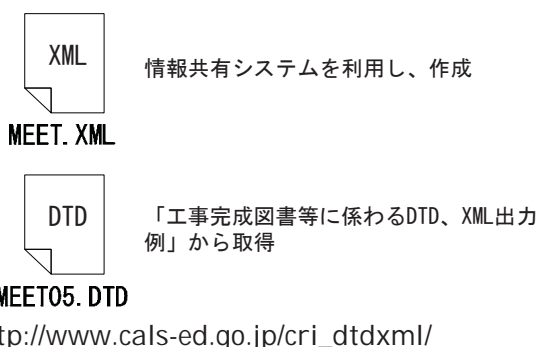 XML
情報共有システムを利用し、作成
MEET.XML
DTD
「工事完成図書等に係わるDTD、XML出力
例」から取得
MEET05.DTD
tp://www.cals-ed.go.jp/cri_dtdxml/